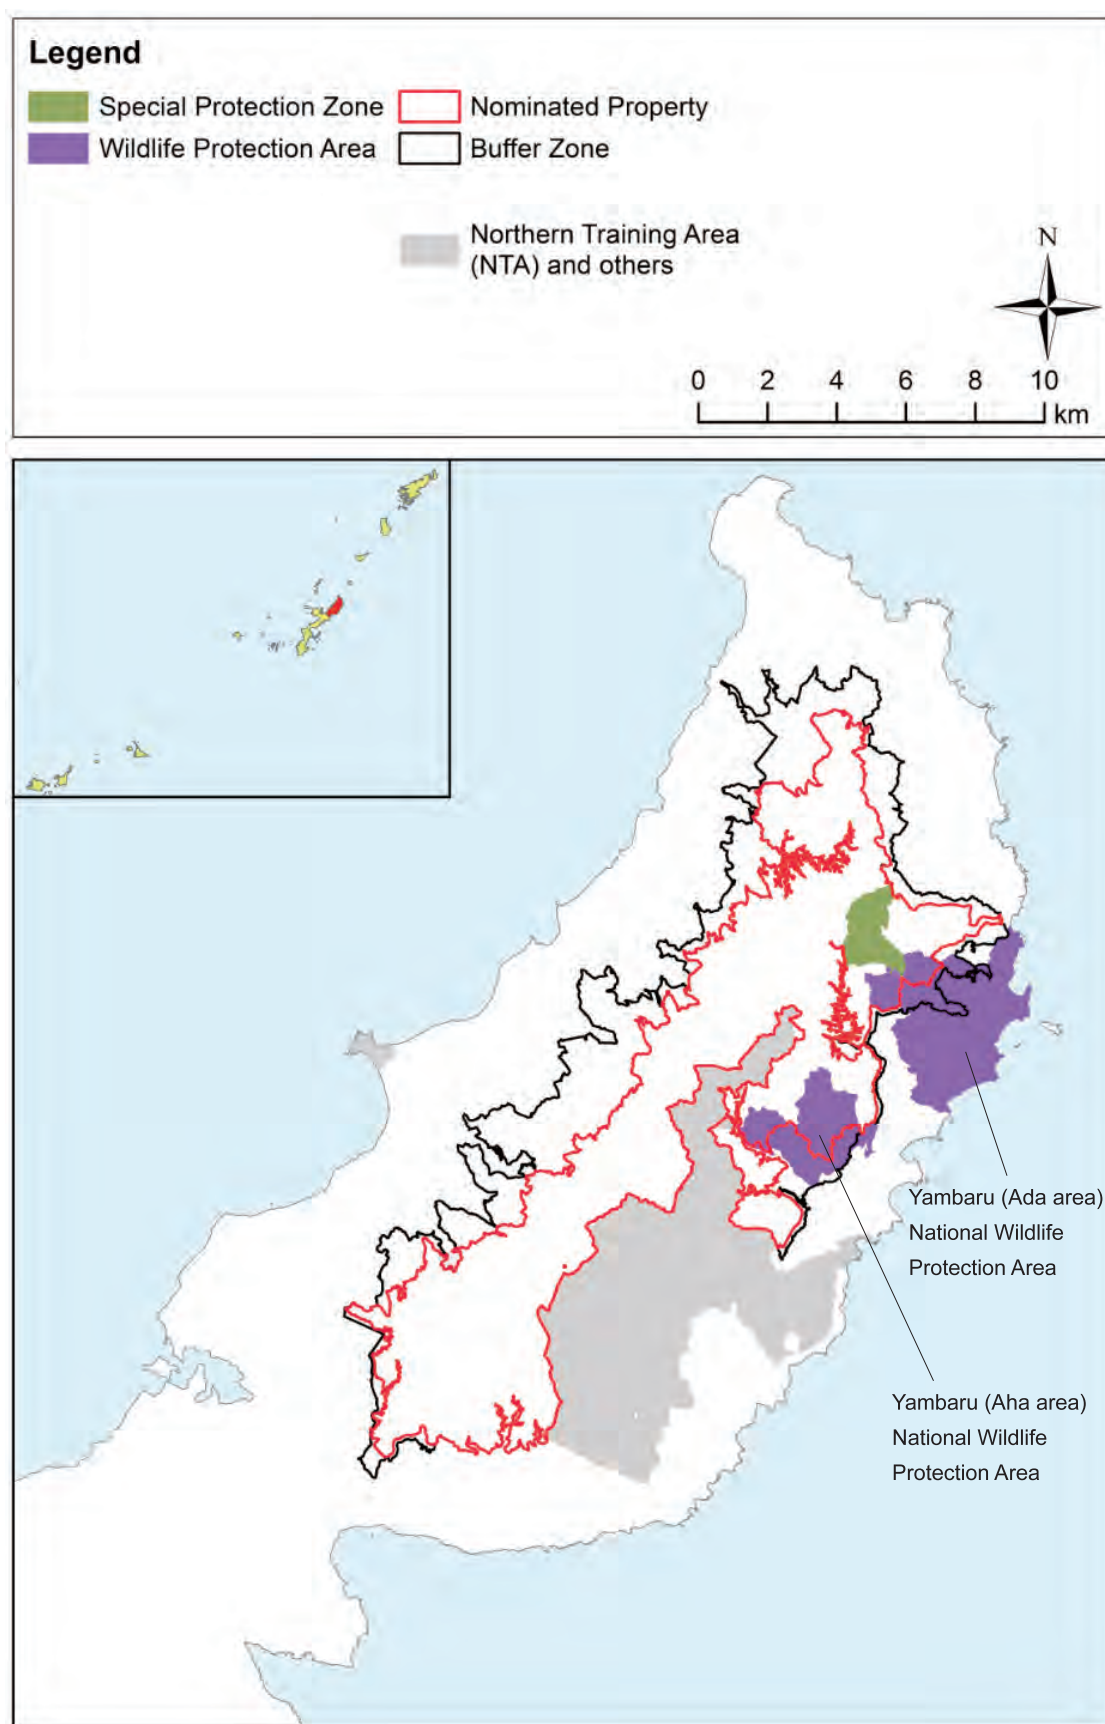 Legend
Special Protection Zone
Wildlife Protection Area
Nominated Property
Buffer Zone
Northern Training Area
(NTA) and others
N
0 2 4 6 8 10
km
Yambaru (Ada area)
National Wildlife
Protection Area
Yambaru (Aha area)
National Wildlife
Protection Area